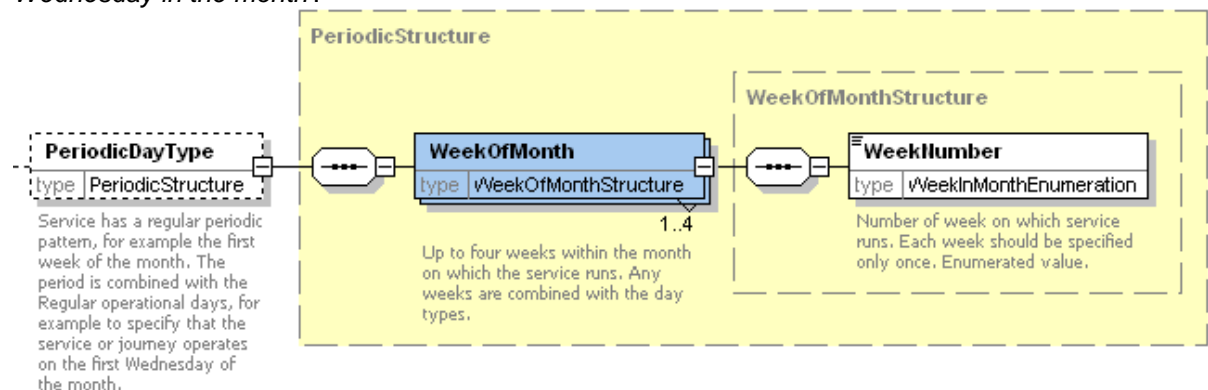 Wednesday in the month'.
PeriodicStructure
WeekOfMonthStructure
PeriodicDayType
type PeriodicStructure
Service has a regular periodic
pattern, for example the first
week of the month. The
period is combined with the
Regular operational days, for
example to specify that the
service or journey operates
on the first Wednesday of
the month.
WeekOfMonth
type WeekOfMonthStructure
1..4
Up to four weeks within the month
on which the service runs. Any
weeks are combined with the day
types.
WeekNumber
type WeekInMonthEnumeration
Number of week on which service
runs. Each week should be specified
only once. Enumerated value.